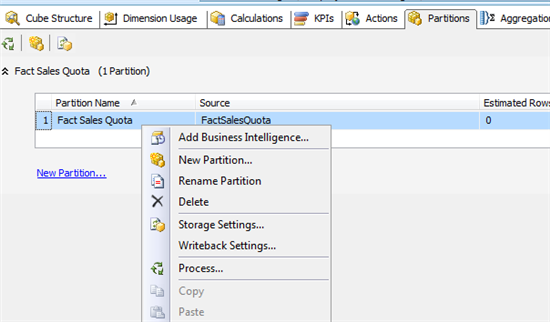 Cube Structure Dimension Usage Calculations KPIs Actions Partitions Aggregation
Fact Sales Quota (1 Partition)
Partition Name Source Estimated Rows
1 Fact Sales Quota FactSalesQuota 0
Add Business Intelligence...
New Partition...
New Partition...
Rename Partition
Delete
Storage Settings...
Writeback Settings...
Process...
Copy
Paste